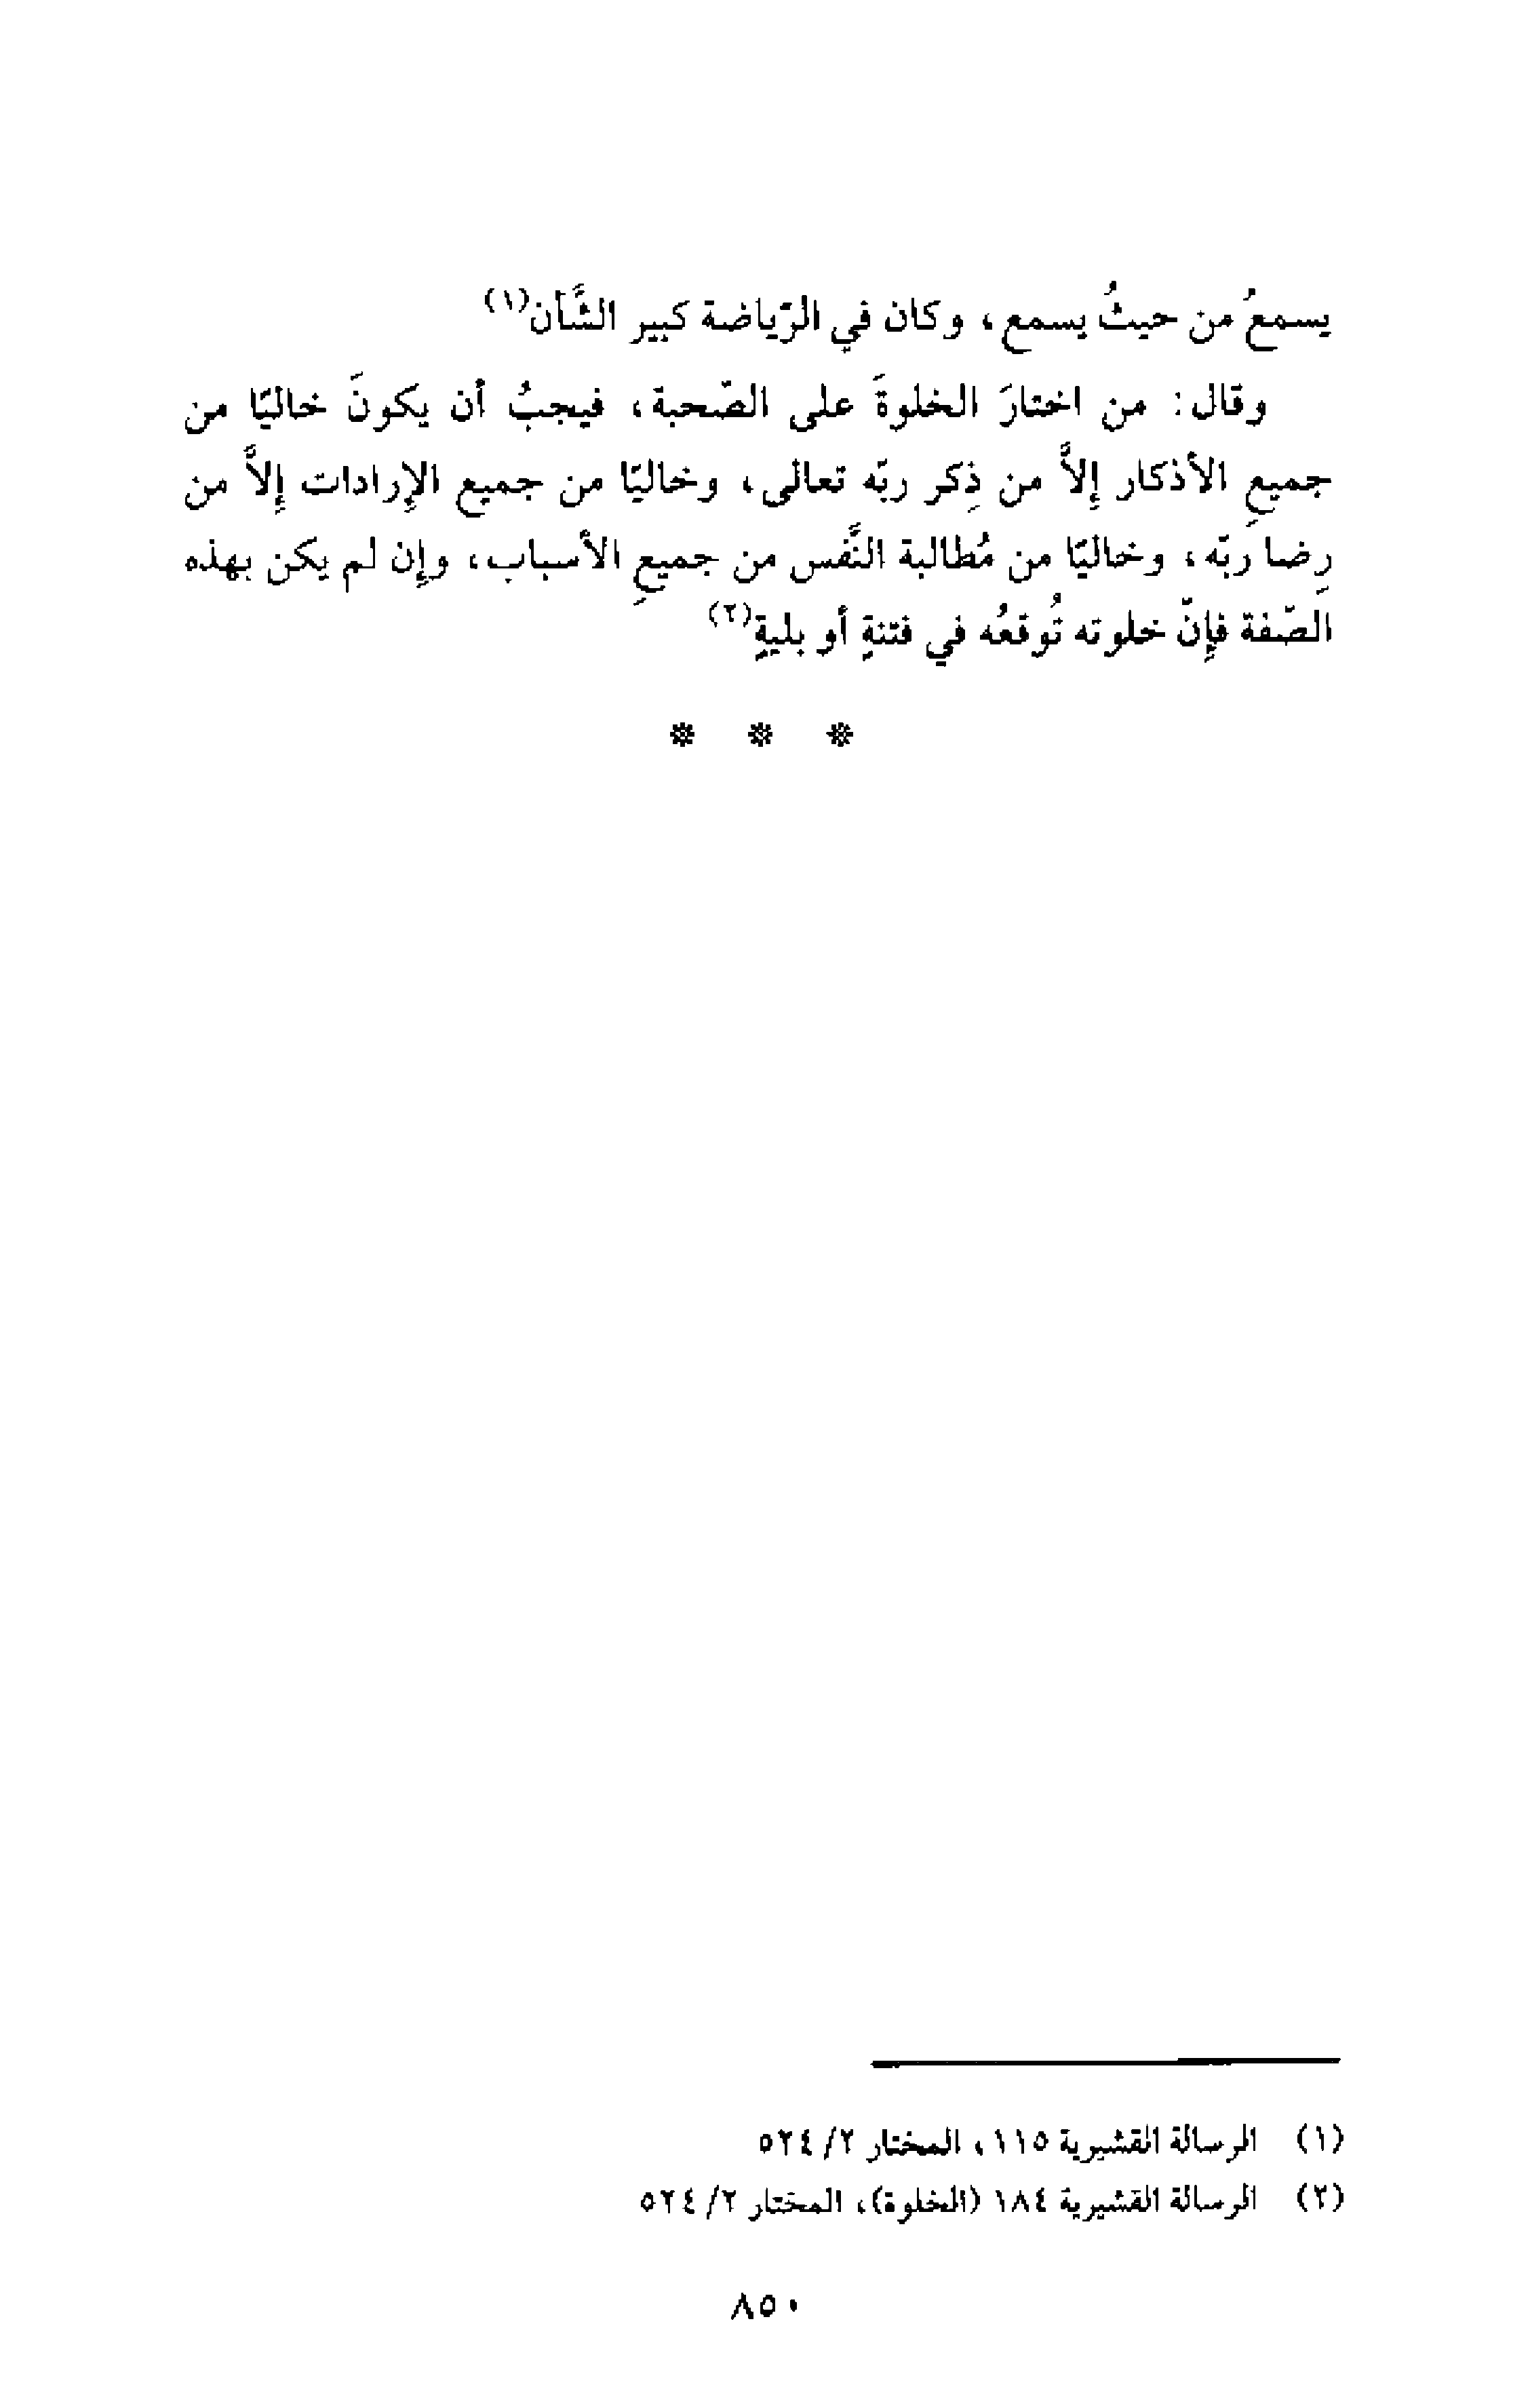 يسمعُ من حيثُ يسمع، وكان في الرِّياضة كبير الشَّأن(١)
وقال: من اختارَ الخلوةَ على الصّحبة، فيجبُ أن يكونَ خاليًا من
جميعِ الأذكار إلاَّ من ذِكر ربّه تعالى، وخاليًا من جميع الإرادات إلاَّ من
رِضا ربّه، وخاليًا من مُطالبة النَّفس من جميعِ الأسباب، وإن لم يكن بهذه
الصّفة فإنّ خلوته تُوقعُه في فتنةٍ أو بليةٍ(٢)
* * *
(١) الرسالة القشيرية ١١٥، المختار ٢/ ٥٢٤
(٢) الرسالة القشيرية ١٨٤ (الخلوة)، المختار ٢/ ٥٢٤
٨٥٠